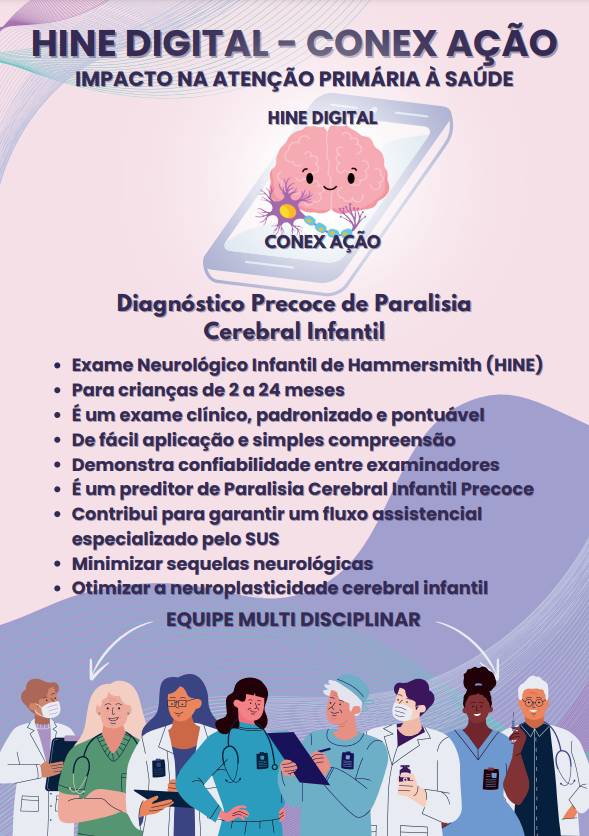 HINE DIGITAL - CONEX AÇÃO
IMPACTO NA ATENÇÃO PRIMÁRIA À SAÚDE
HINE DIGITAL
CONEX AÇÃO
Diagnóstico Precoce de Paralisia
Cerebral Infantil
• Exame Neurológico Infantil de Hammersmith (HINE)
• Para crianças de 2 a 24 meses
• É um exame clínico, padronizado e pontuável
• De fácil aplicação e simples compreensão
• Demonstra confiabilidade entre examinadores
• É um preditor de Paralisia Cerebral Infantil Precoce
• Contribui para garantir um fluxo assistencial
especializado pelo SUS
• Minimizar sequelas neurológicas
• Otimizar a neuroplasticidade cerebral infantil
EQUIPE MULTI DISCIPLINAR